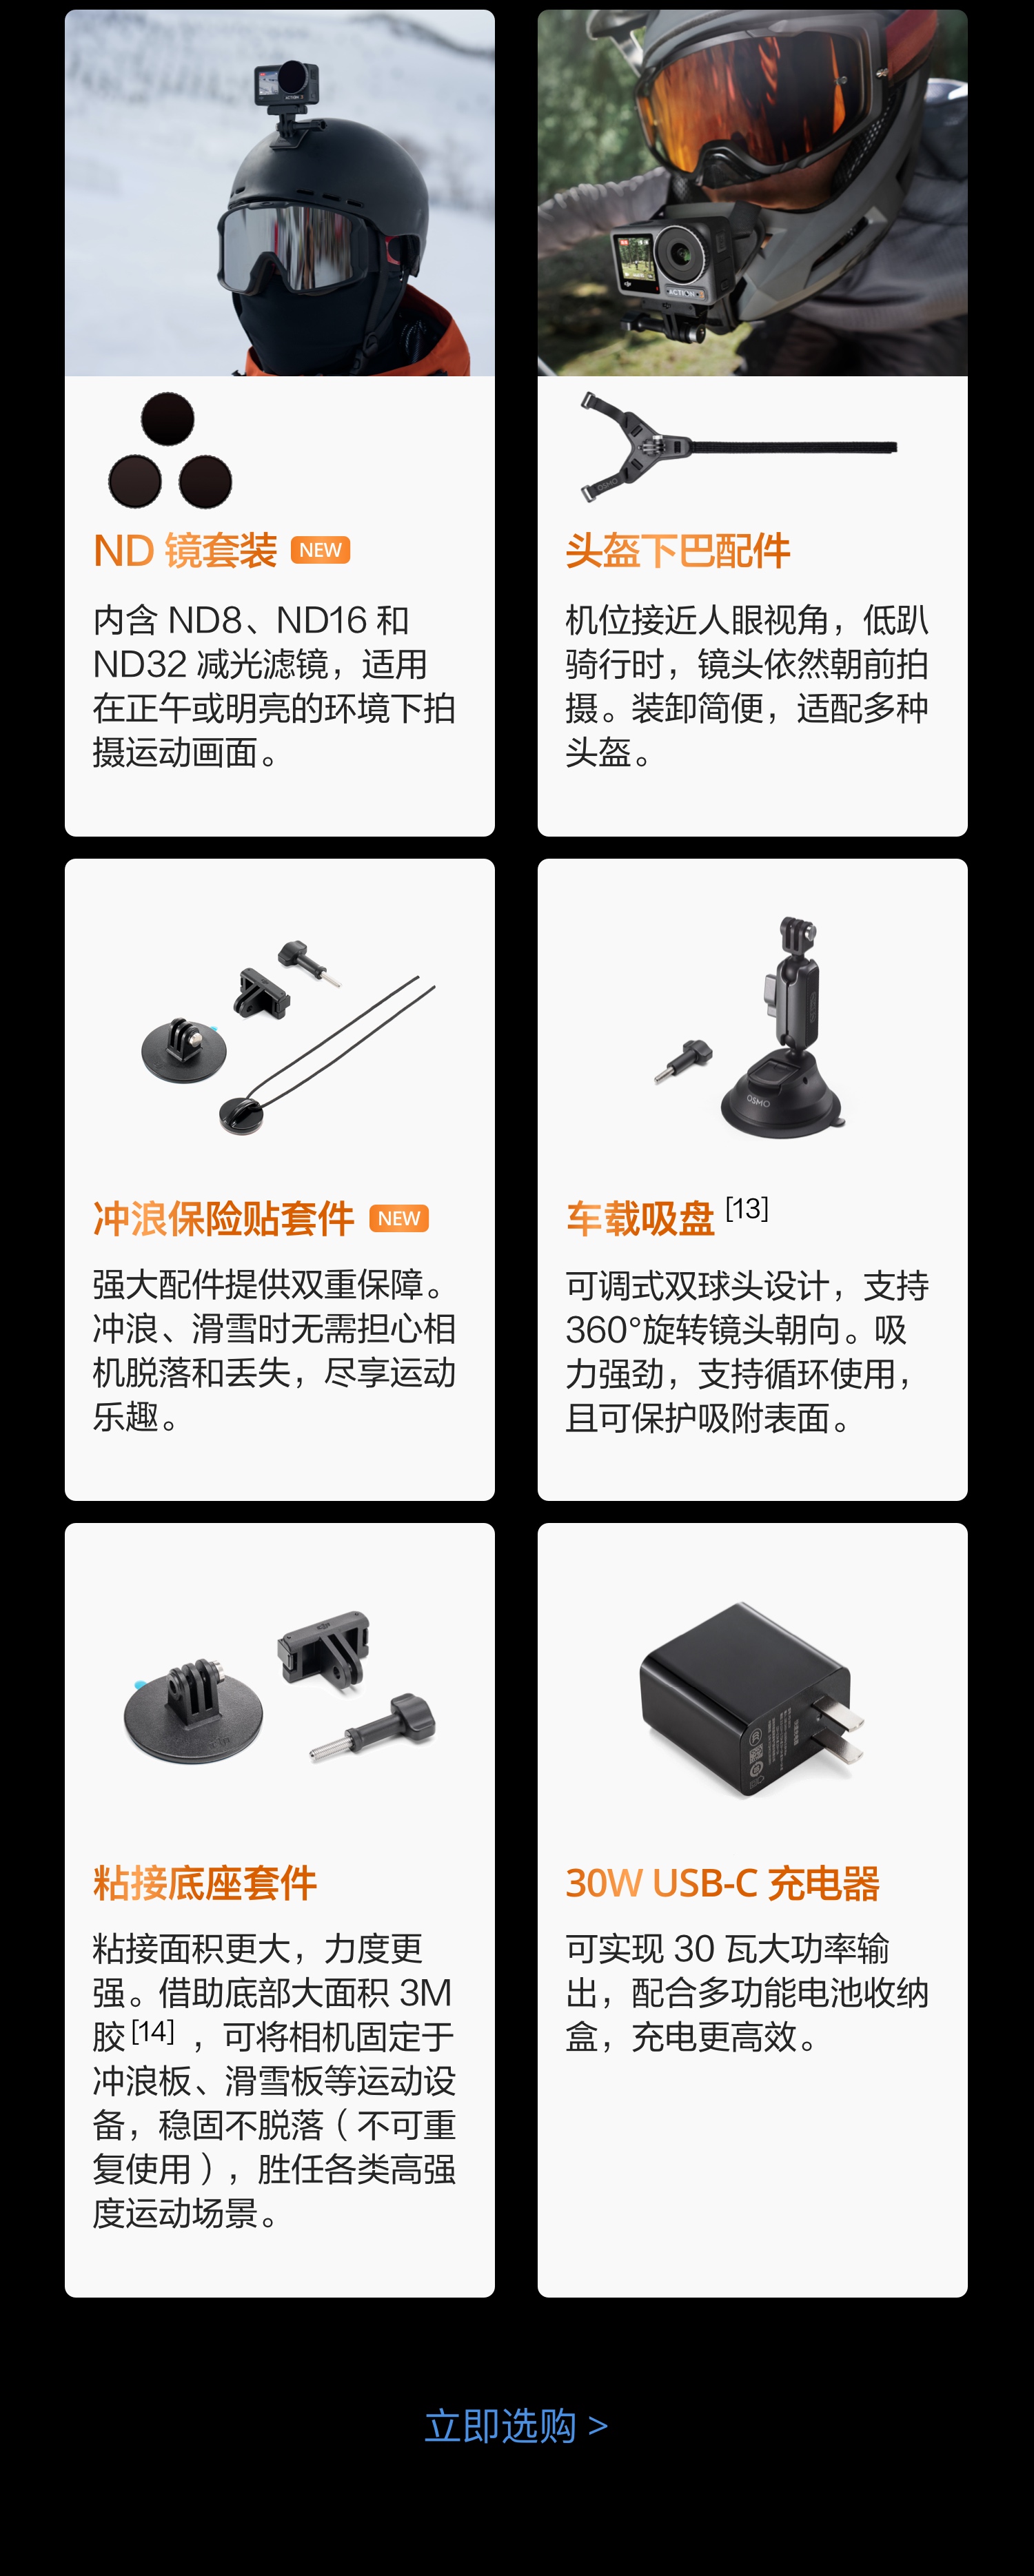 ACTION 3
ACTION
OSMO
ND 镜套装 NEW
内含 ND8、ND16 和
ND32 减光滤镜，适用
在正午或明亮的环境下拍
摄运动画面。
头盔下巴配件
机位接近人眼视角，低趴
骑行时，镜头依然朝前拍
摄。装卸简便，适配多种
头盔。
OSMO
冲浪保险贴套件 NEW
强大配件提供双重保障。
冲浪、滑雪时无需担心相
机脱落和丢失，尽享运动
乐趣。
车载吸盘 [13]
可调式双球头设计，支持
360°旋转镜头朝向。吸
力强劲，支持循环使用，
且可保护吸附表面。
粘接底座套件
粘接面积更大，力度更
强。借助底部大面积 3M
胶[14] ，可将相机固定于
冲浪板、滑雪板等运动设
备，稳固不脱落（不可重
复使用），胜任各类高强
度运动场景。
30W USB-C 充电器
可实现 30 瓦大功率输
出，配合多功能电池收纳
盒，充电更高效。
立即选购 >